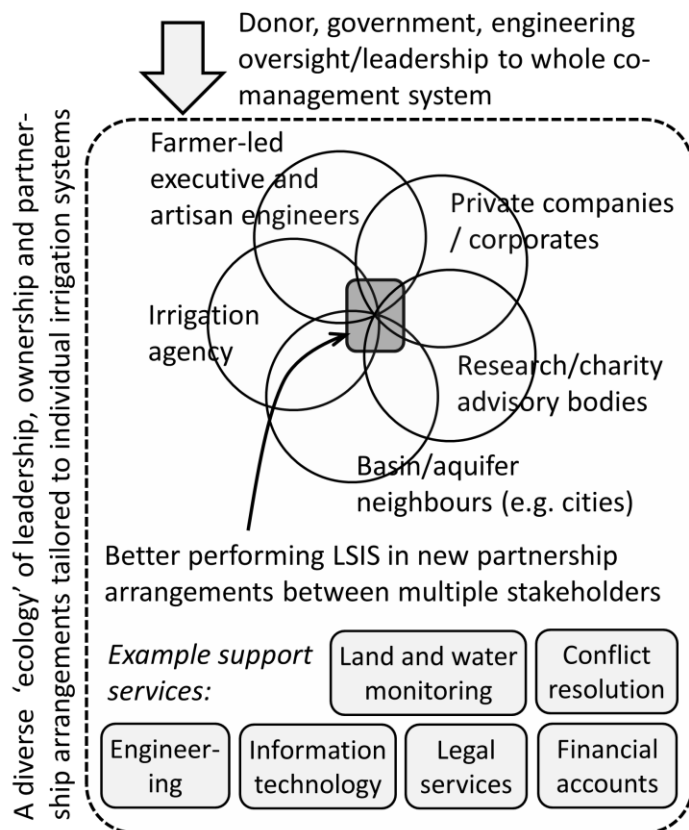 Donor, government, engineering
oversight/leadership to whole co-
management system
A diverse ‘ecology’ of leadership, ownership and partner-
ship arrangements tailored to individual irrigation systems
Farmer-led
executive and
artisan engineers
Private companies
/ corporates
Irrigation
agency
Research/charity
advisory bodies
Basin/aquifer
neighbours (e.g. cities)
Better performing LSIS in new partnership
arrangements between multiple stakeholders
Example support
services:
Land and water
monitoring
Conflict
resolution
Engineer-
ing
Information
technology
Legal
services
Financial
accounts